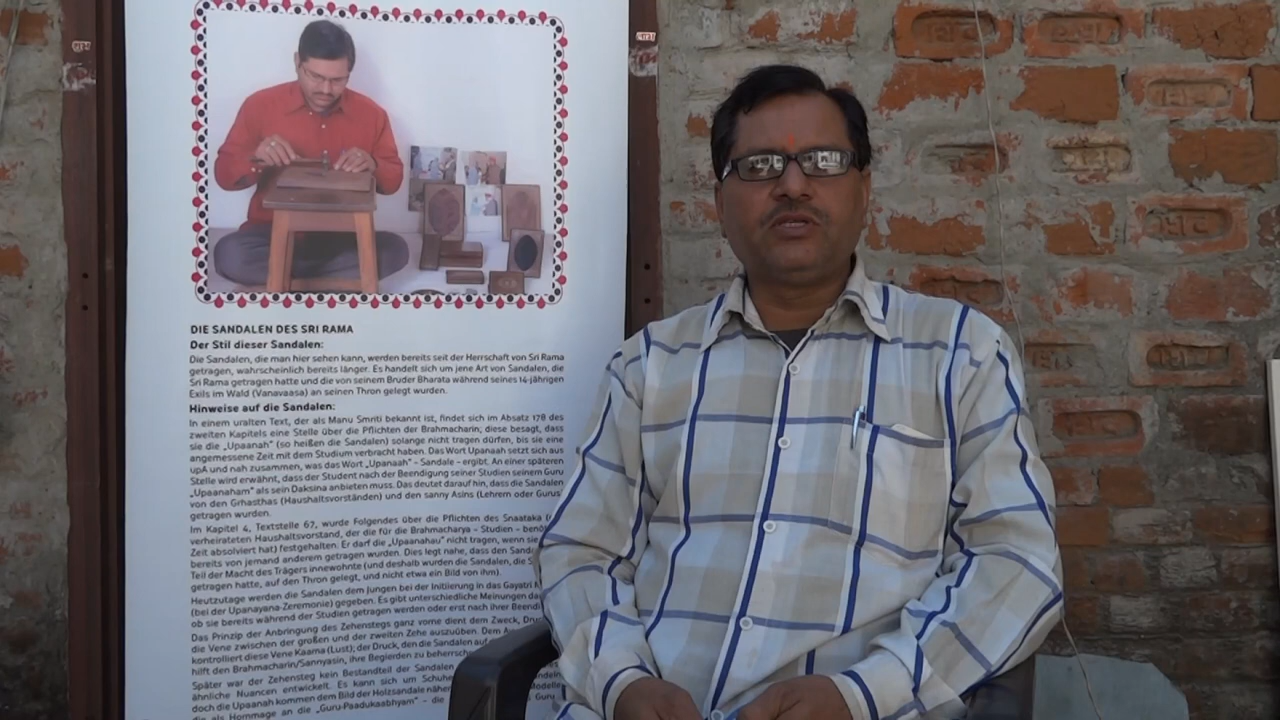 DIE SANDALEN DES SRI RAMA
Der Stil dieser Sandalen:
Die Sandalen, die man hier sehen kann, werden bereits seit der Herrschaft von Sri Rama
getragen, wahrscheinlich bereits länger. Es handelt sich um jene Art von Sandalen, die
Sri Rama getragen hatte und die von seinem Bruder Bharata während seines 14-jährigen
Exils im Wald (Vanavaasa) an seinen Thron gelegt wurden.
Hinweise auf die Sandalen:
In einem uralten Text, der als Manu Smriti bekannt ist, findet sich im Absatz 178 des
zweiten Kapitels eine Stelle über die Pflichten der Brahmacharin; diese besagt, dass
sie die „Upaanah" (so heißen die Sandalen) solange nicht tragen dürfen, bis sie eine
angemessene Zeit mit dem Studium verbracht haben. Das Wort Upanaah setzt sich aus
upA und nah zusammen, was das Wort „Upanaah" – Sandale – ergibt. An einer späteren
Stelle wird erwähnt, dass der Student nach der Beendigung seiner Studien seinem Guru
„Upaanaham" als sein Daksina anbieten muss. Das deutet darauf hin, dass die Sandalen
von den Grhasthas (Haushaltsvorständen) und den sanny Asins (Lehrern oder Gurus)
getragen wurden.
Im Kapitel 4, Textstelle 67, wurde Folgendes über die Pflichten des Snaataka
verheirateten Haushaltsvorstand, der die für die Brahmacharya – Studien –
Zeit absolviert hat) festgehalten. Er darf die „Upaanahau" nicht tragen, wenn sie
bereits von jemand anderem getragen wurden. Dies legt nahe, dass den
Teil der Macht des Trägers innewohnte (und deshalb wurden die Sandalen, die
getragen hatte, auf den Thron gelegt, und nicht etwa ein Bild von ihm).
Heutzutage werden die Sandalen dem Jungen bei der Initiierung in das Gayatri
(bei der Upanayana-Zeremonie) gegeben. Es gibt unterschiedliche Meinungen
ob sie bereits während der Studien getragen werden oder erst nach ihrer
Das Prinzip der Anbringung des Zehenstegs ganz vorne dient dem Zweck,
die Vene zwischen der großen und der zweiten Zehe auszuüben. Dem
kontrolliert diese Vene Kaama (Lust); der Druck, den die Sandalen auf
hilft den Brahmacharin/Sannyasin, ihre Begierden zu
Später war der Zehensteg kein Bestandteil der Sandalen
ähnliche Nuancen entwickelt. Es kann sich um
doch die Upaanah kommen dem Bild der Holzsandale
die als Hommage an die „Guru-Paadukaabhyam" – die